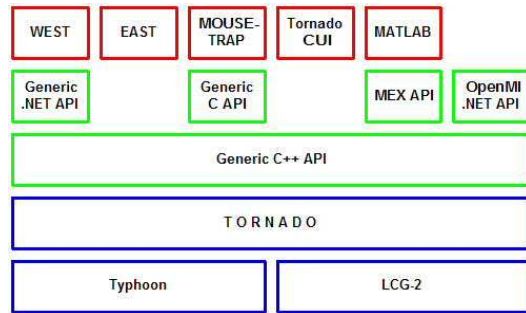 WEST
EAST
MOUSE-
TRAP
Tornado
CUI
MATLAB
Generic
.NET API
Generic
C API
MEX API
OpenMI
.NET API
Generic C++ API
T O R N A D O
Typhoon
LCG-2